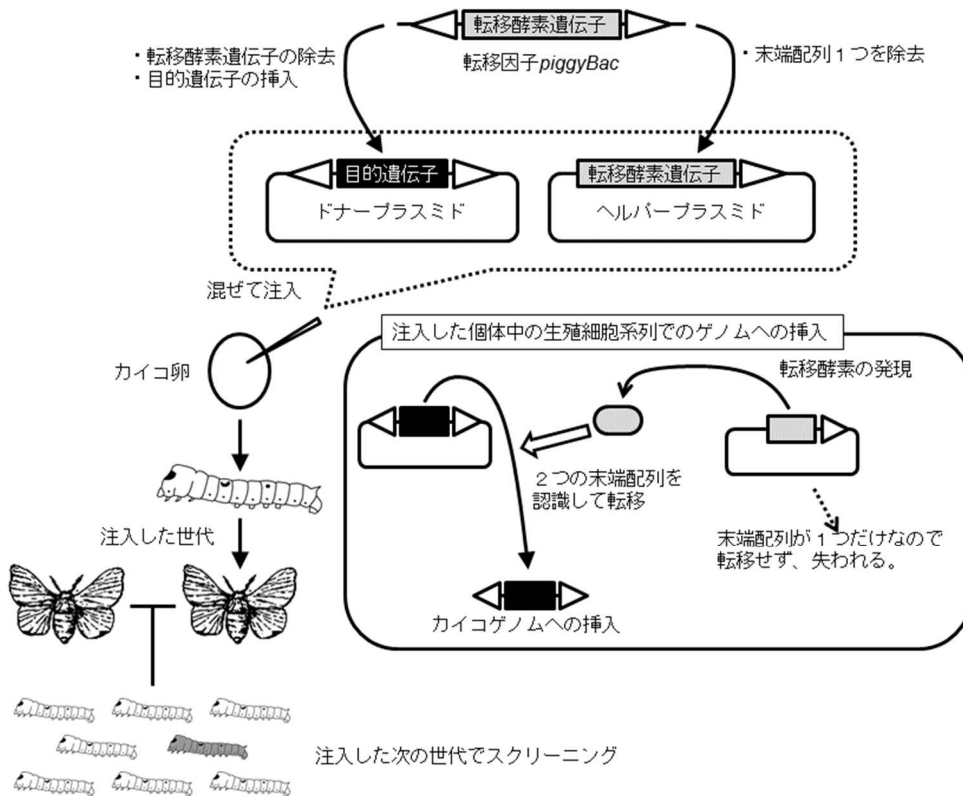 転移酵素遺伝子
・転移酵素遺伝子の除去
・目的遺伝子の挿入
転移因子piggyBac
・末端配列１つを除去
目的遺伝子
ドナープラスミド
転移酵素遺伝子
ヘルパープラスミド
混ぜて注入
カイコ卵
注入した個体中の生殖細胞系列でのゲノムへの挿入
転移酵素の発現
２つの末端配列を
認識して転移
末端配列が１つだけなので
転移せず、失われる。
カイコゲノムへの挿入
注入した世代
注入した次の世代でスクリーニング